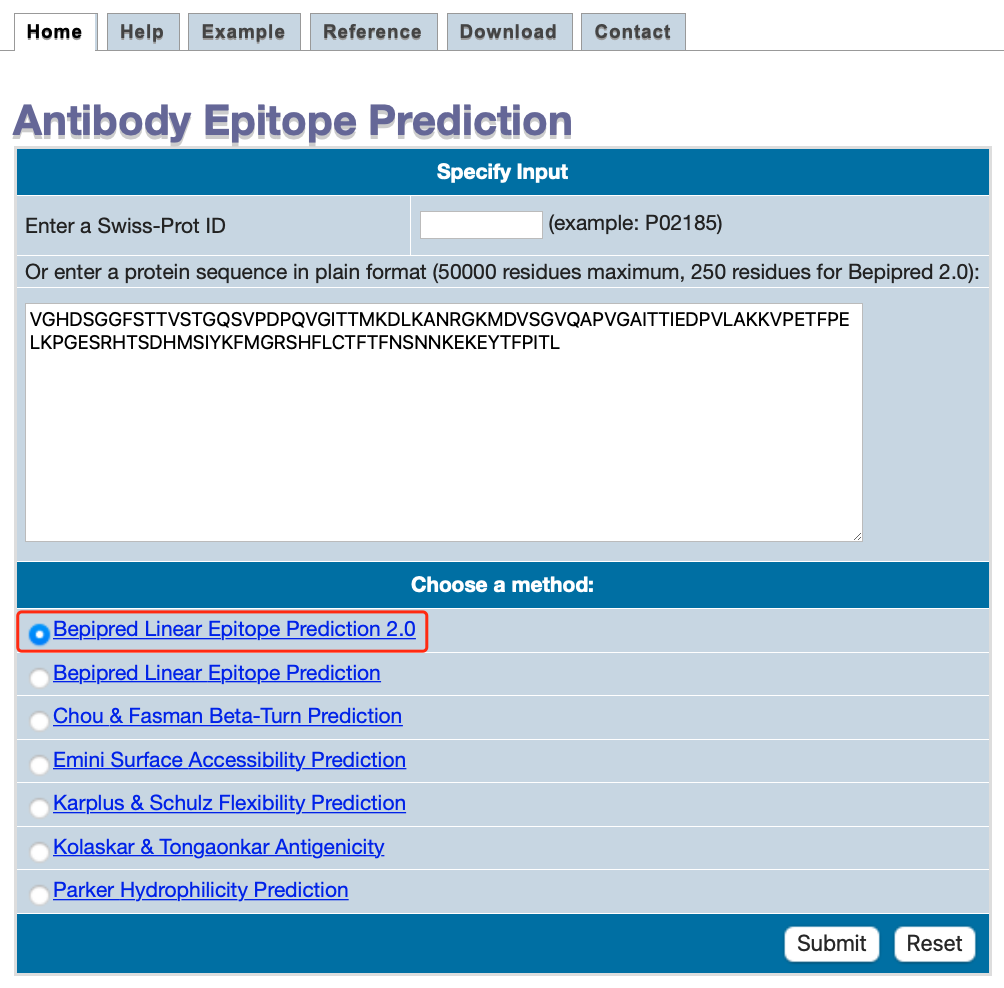 Home Help Example Reference Download Contact
Antibody Epitope Prediction
Specify Input
Enter a Swiss-Prot ID (example: P02185)
Or enter a protein sequence in plain format (50000 residues maximum, 250 residues for Bepipred 2.0):
VGHDSGGFSTTVSTGQSVPDPQVGITTMKDLKANRGKMDVSGVQAPVGAITTIEDPVLAKKVPETFPE
LKPGESRHTSDHMSIYKFMGRSHFLCTFTFNSNNKEKEYTFPITL
Choose a method:
Bepipred Linear Epitope Prediction 2.0
Bepipred Linear Epitope Prediction
Chou & Fasman Beta-Turn Prediction
Emini Surface Accessibility Prediction
Karplus & Schulz Flexibility Prediction
Kolaskar & Tongaonkar Antigenicity
Parker Hydrophilicity Prediction
Submit Reset